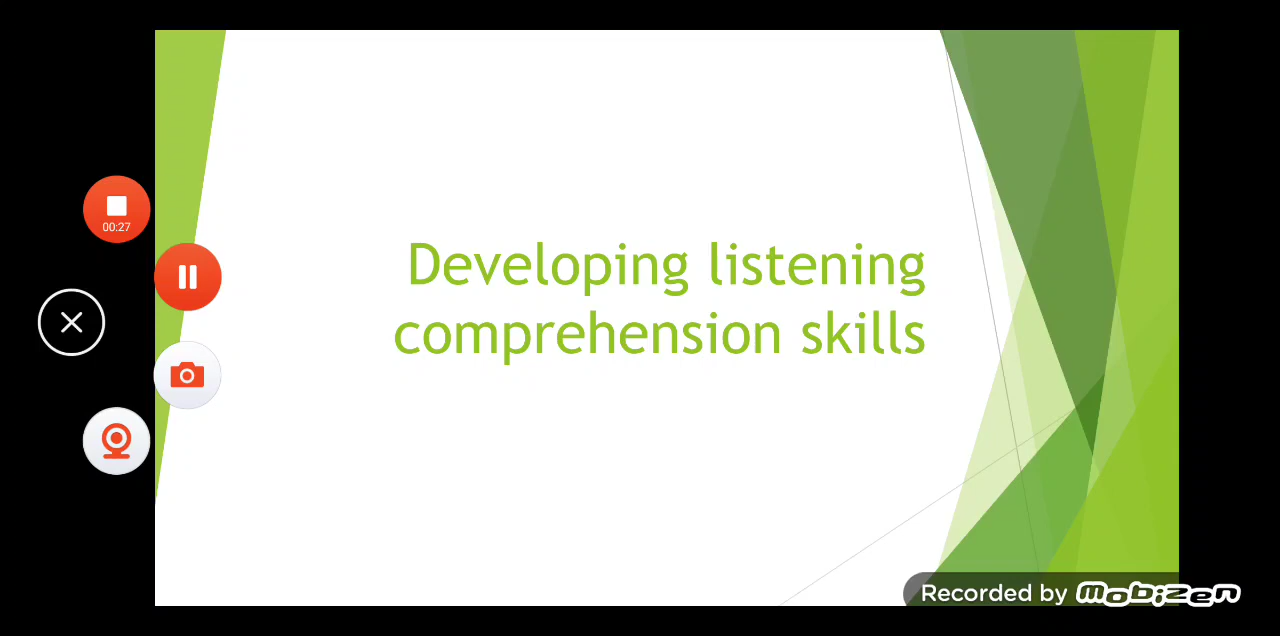 Developing listening
comprehension skills
00:27
Recorded by mobizen